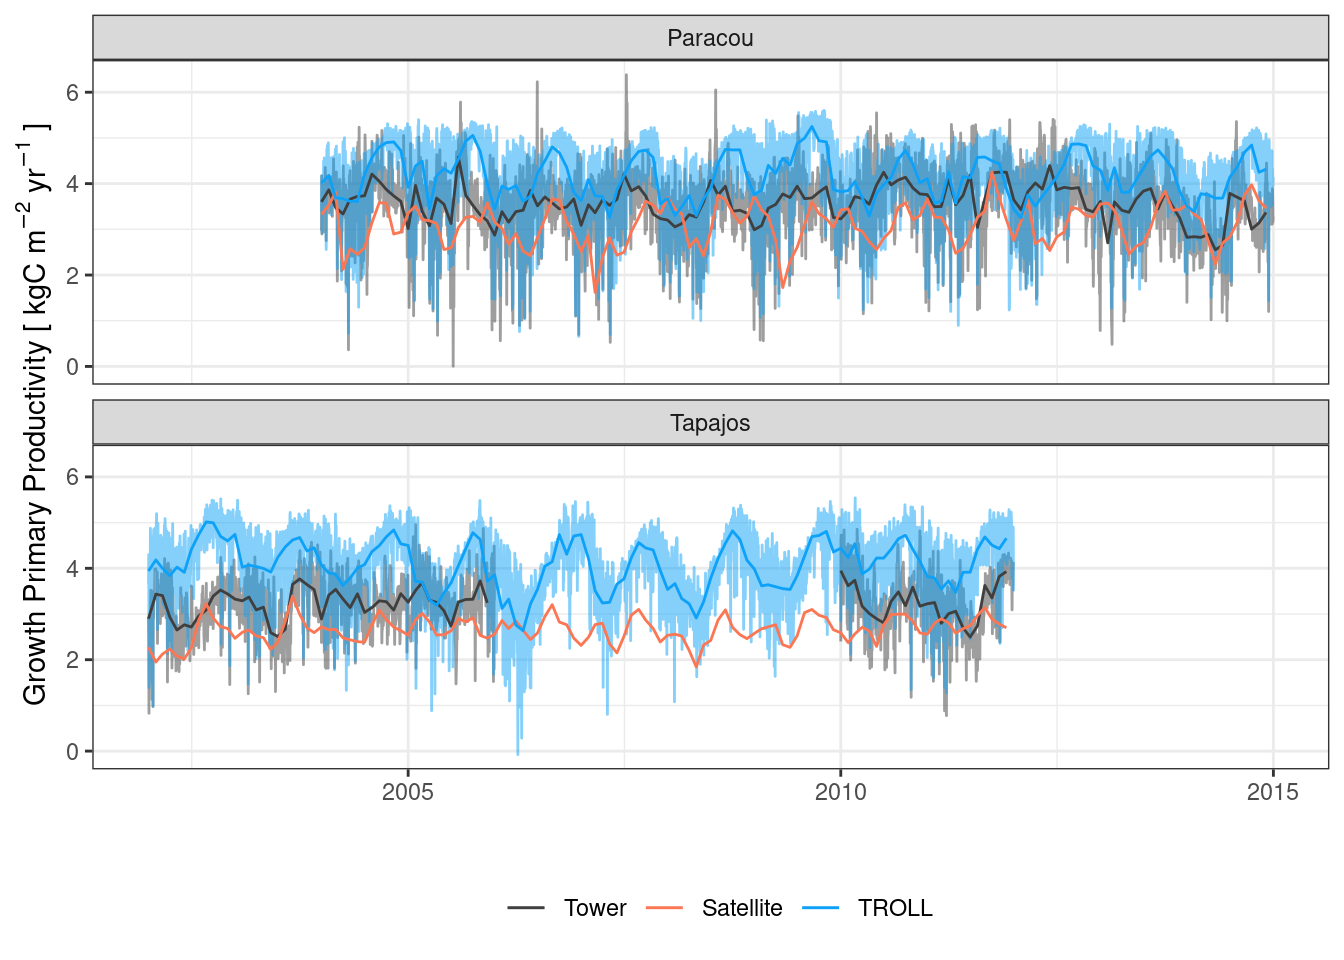 Paracou
6
4
2
0
Growth Primary Productivity [ kgC m⁻² yr⁻¹ ]
Tapajos
6
4
2
0
2005 2010 2015
Tower Satellite TROLL